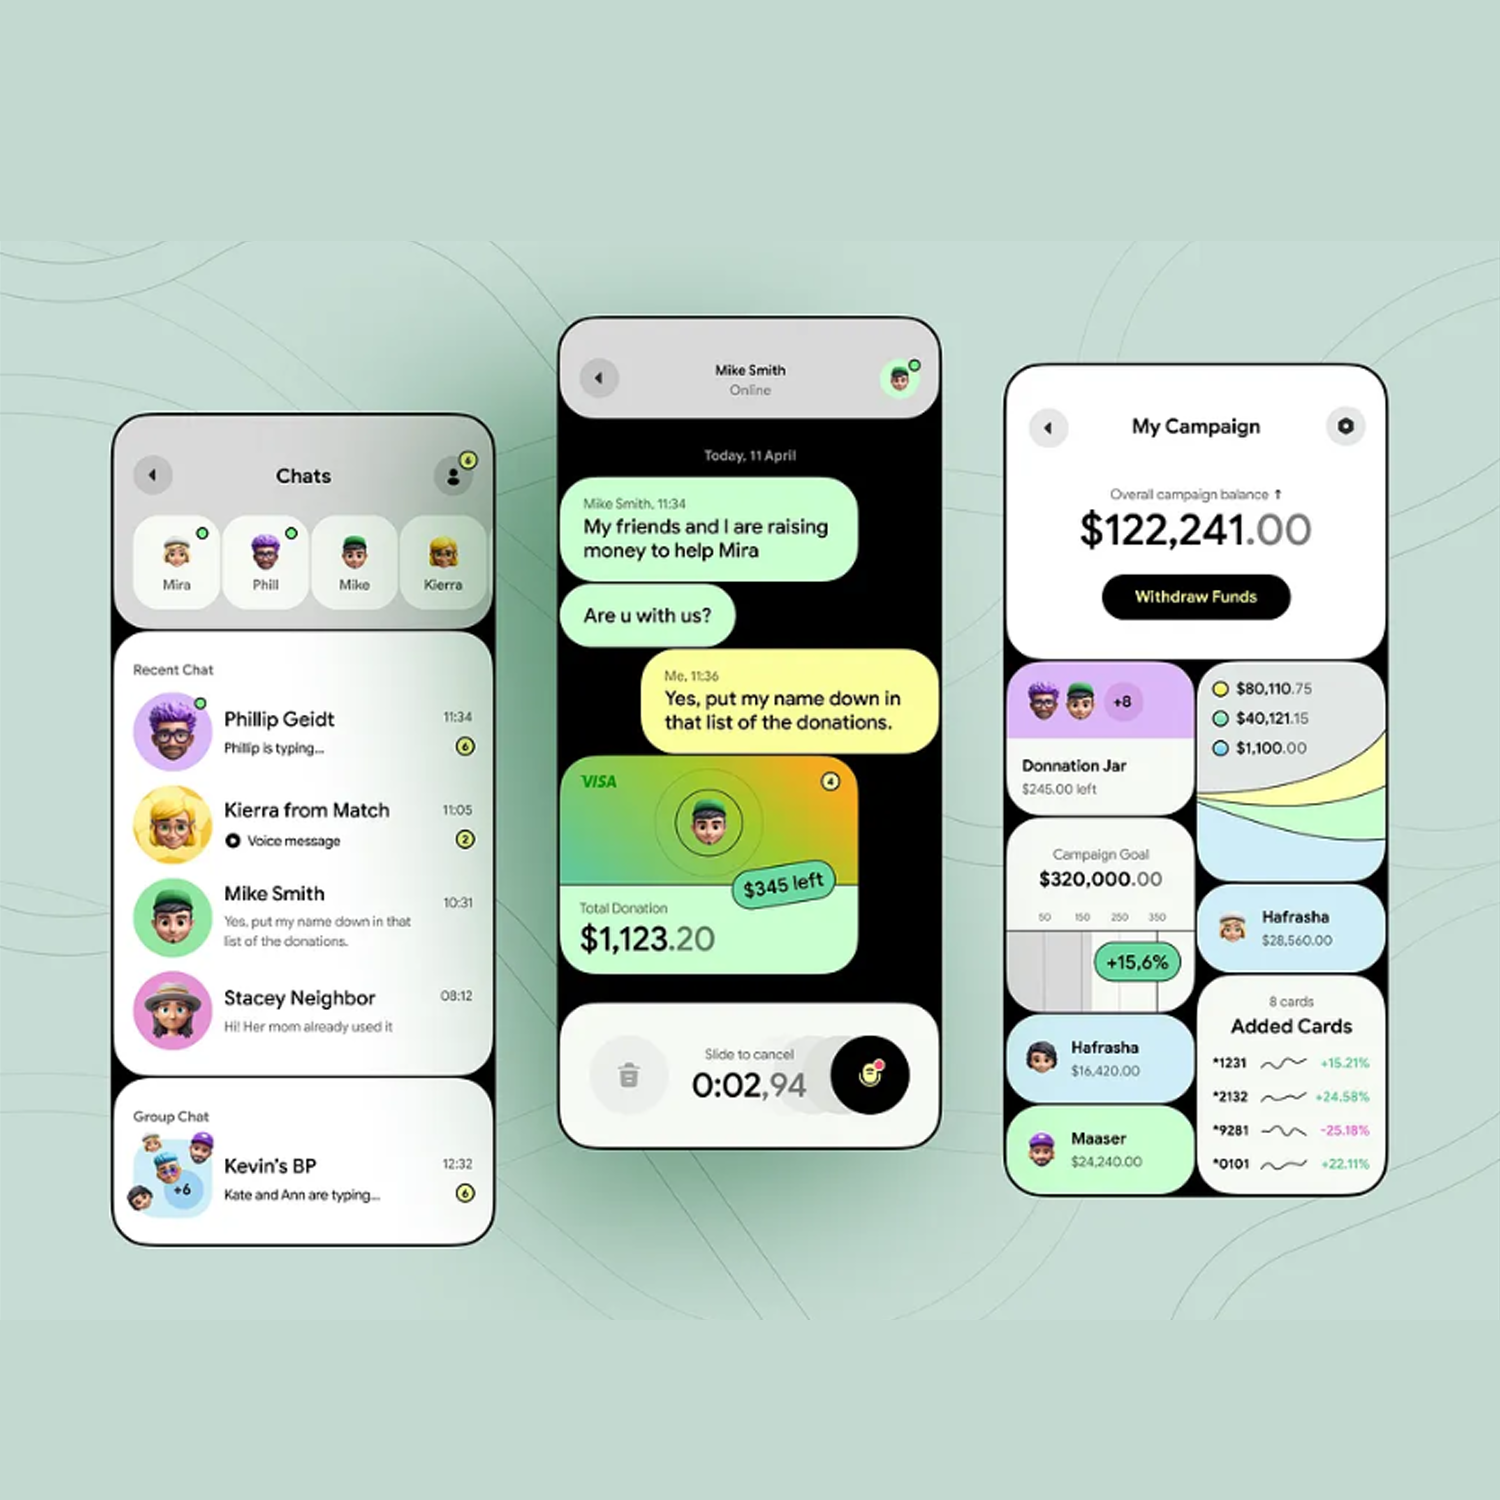 Chats
6
Mira
Phill
Mike
Kierra
Recent Chat
Phillip Geidt
11:34
Phillip is typing...
6
Kierra from Match
11:05
Voice message
2
Mike Smith
10:31
Yes, put my name down in that
list of the donations.
Stacey Neighbor
08:12
Hi! Her mom already used it
Group Chat
+6
Kevin's BP
12:32
Kate and Ann are typing...
6
Mike Smith
Online
Today, 11 April
Mike Smith, 11:34
My friends and I are raising
money to help Mira
Are u with us?
Me, 11:36
Yes, put my name down in
that list of the donations.
VISA
4
$345 left
Total Donation
$1,123.20
Slide to cancel
0:02,94
My Campaign
Overall campaign balance ↑
$122,241.00
Withdraw Funds
+8
Donnation Jar
$245.00 left
$80,110.75
$40,121.15
$1,100.00
Campaign Goal
$320,000.00
50 150 250 350
+15,6%
Hafrasha
$28,560.00
Hafrasha
$16,420.00
Maaser
$24,240.00
8 cards
Added Cards
*1231 +15.21%
*2132 +24.58%
*9281 -25.18%
*0101 +22.11%